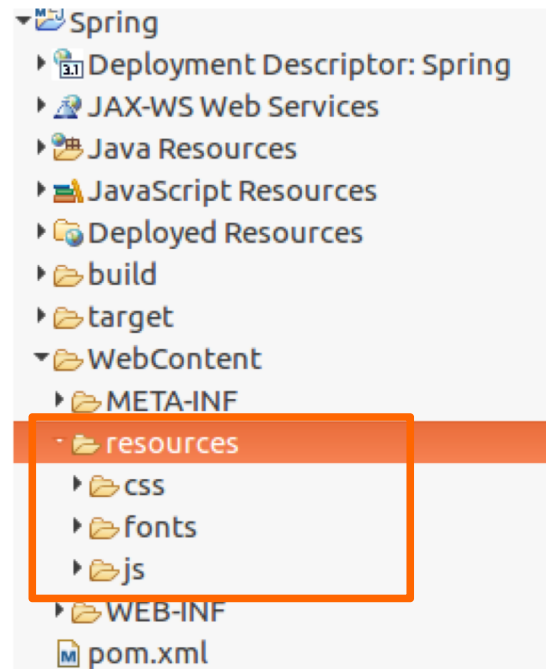 Spring
Deployment Descriptor: Spring
JAX-WS Web Services
Java Resources
JavaScript Resources
Deployed Resources
build
target
WebContent
META-INF
resources
css
fonts
js
WEB-INF
pom.xml